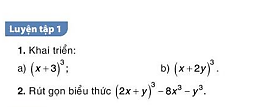 Luyện tập 1
1. Khai triển:
a) (x+3)³; b) (x+2y)³.
2. Rút gọn biểu thức (2x+y)³ − 8x³ − y³.